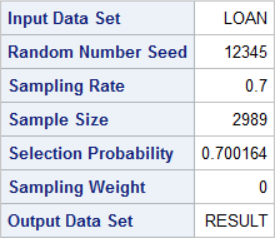 Input Data Set LOAN
Random Number Seed 12345
Sampling Rate 0.7
Sample Size 2989
Selection Probability 0.700164
Sampling Weight 0
Output Data Set RESULT